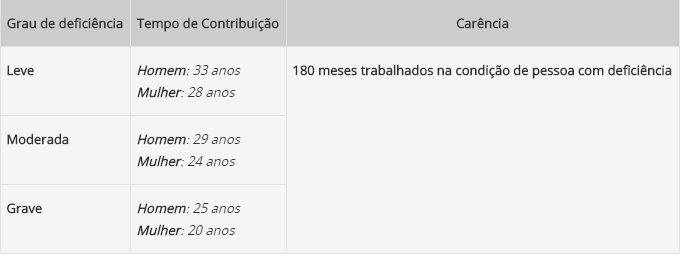 Grau de deficiência Tempo de Contribuição Carência
Leve Homem: 33 anos 180 meses trabalhados na condição de pessoa com deficiência
Mulher: 28 anos
Moderada Homem: 29 anos
Mulher: 24 anos
Grave Homem: 25 anos
Mulher: 20 anos